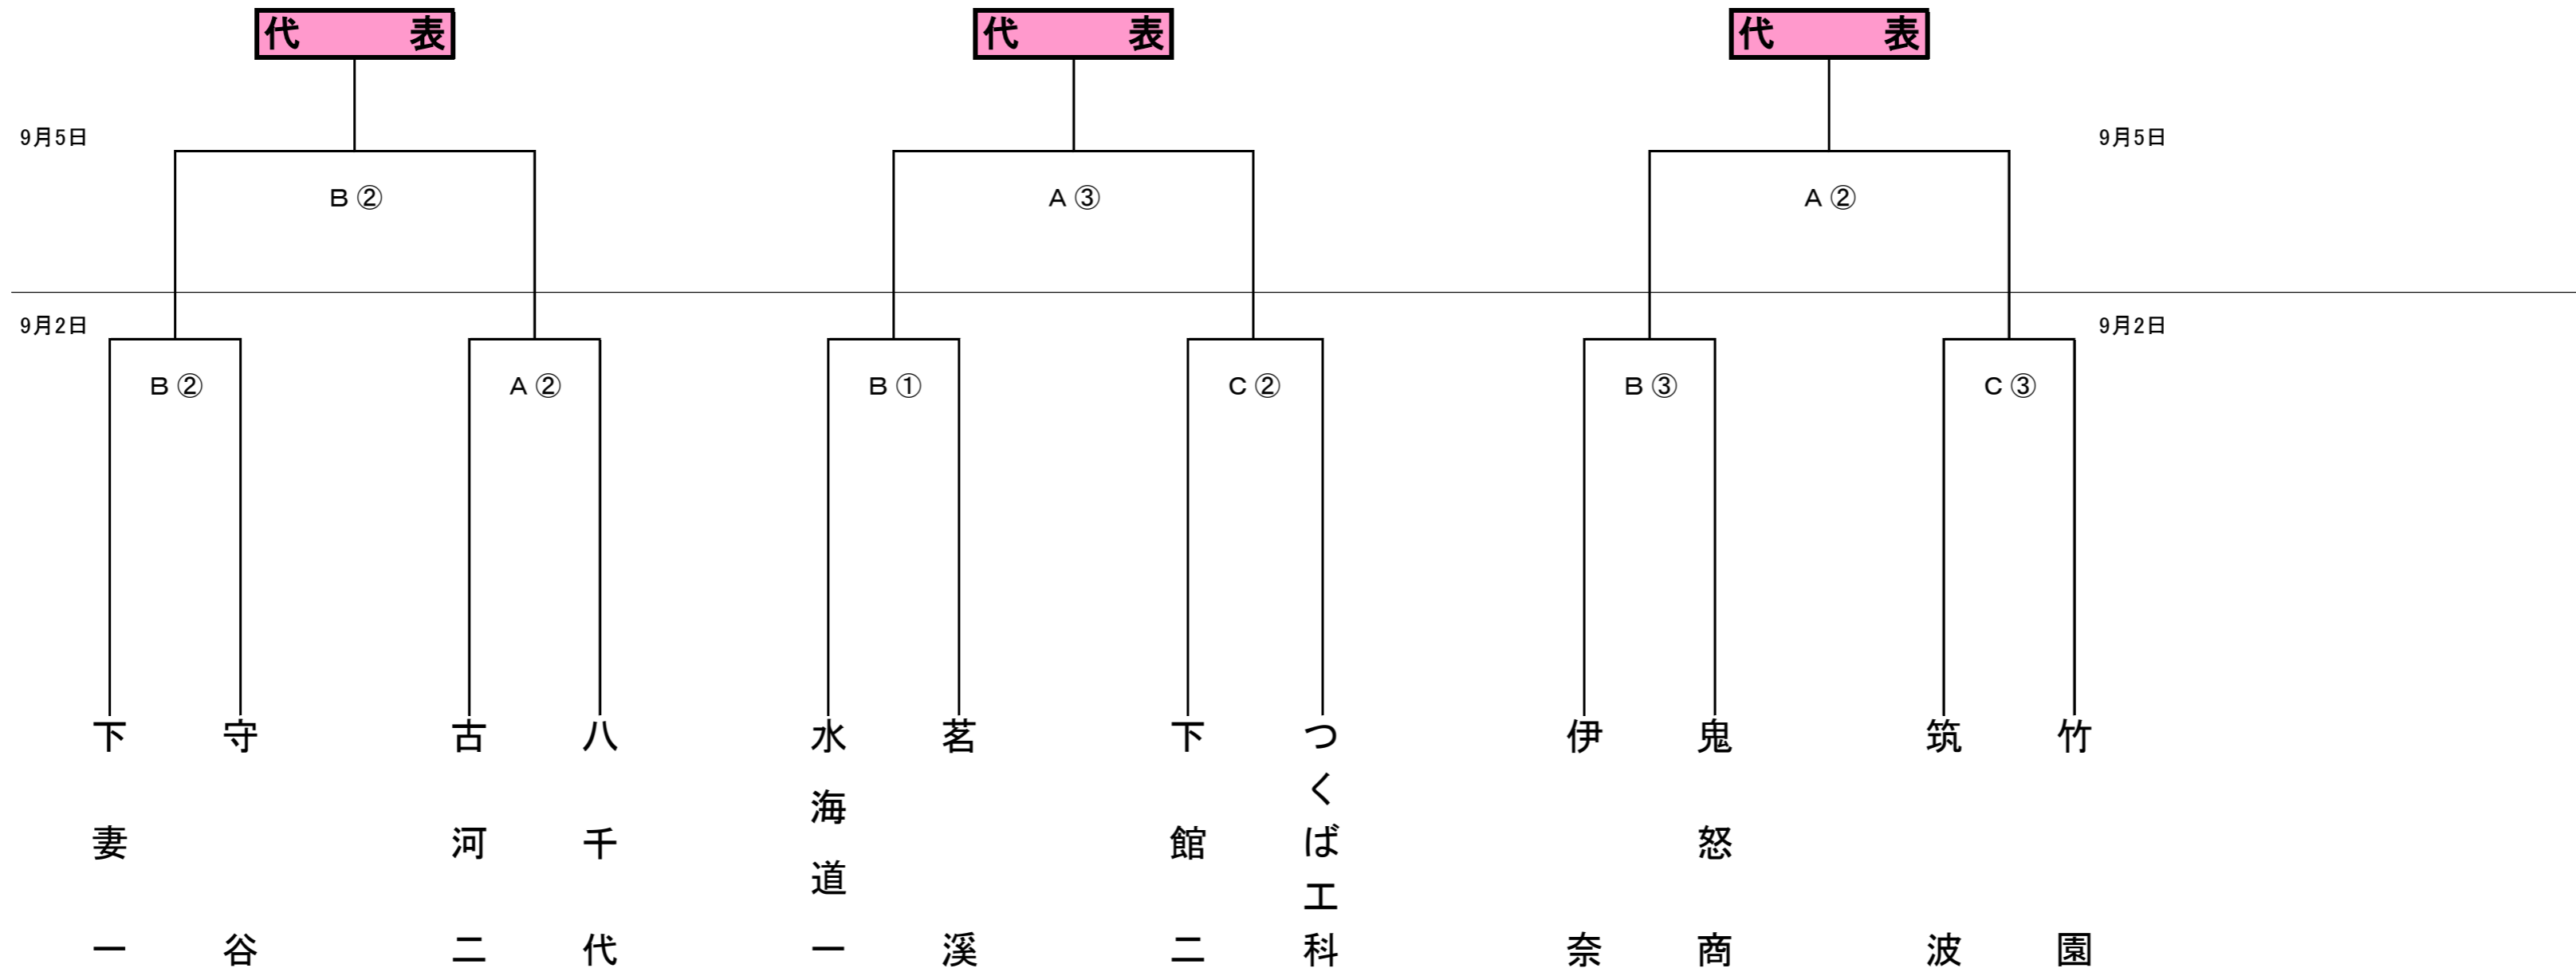 代表
代表
代表
9月5日
9月5日
B②
A③
A②
9月2日
9月2日
B②
A②
B①
C②
B③
C③
下妻一
守谷
古河二
八千代
水海道一
茗溪
下館二
つくば工科
伊奈
鬼怒商
筑波
竹園